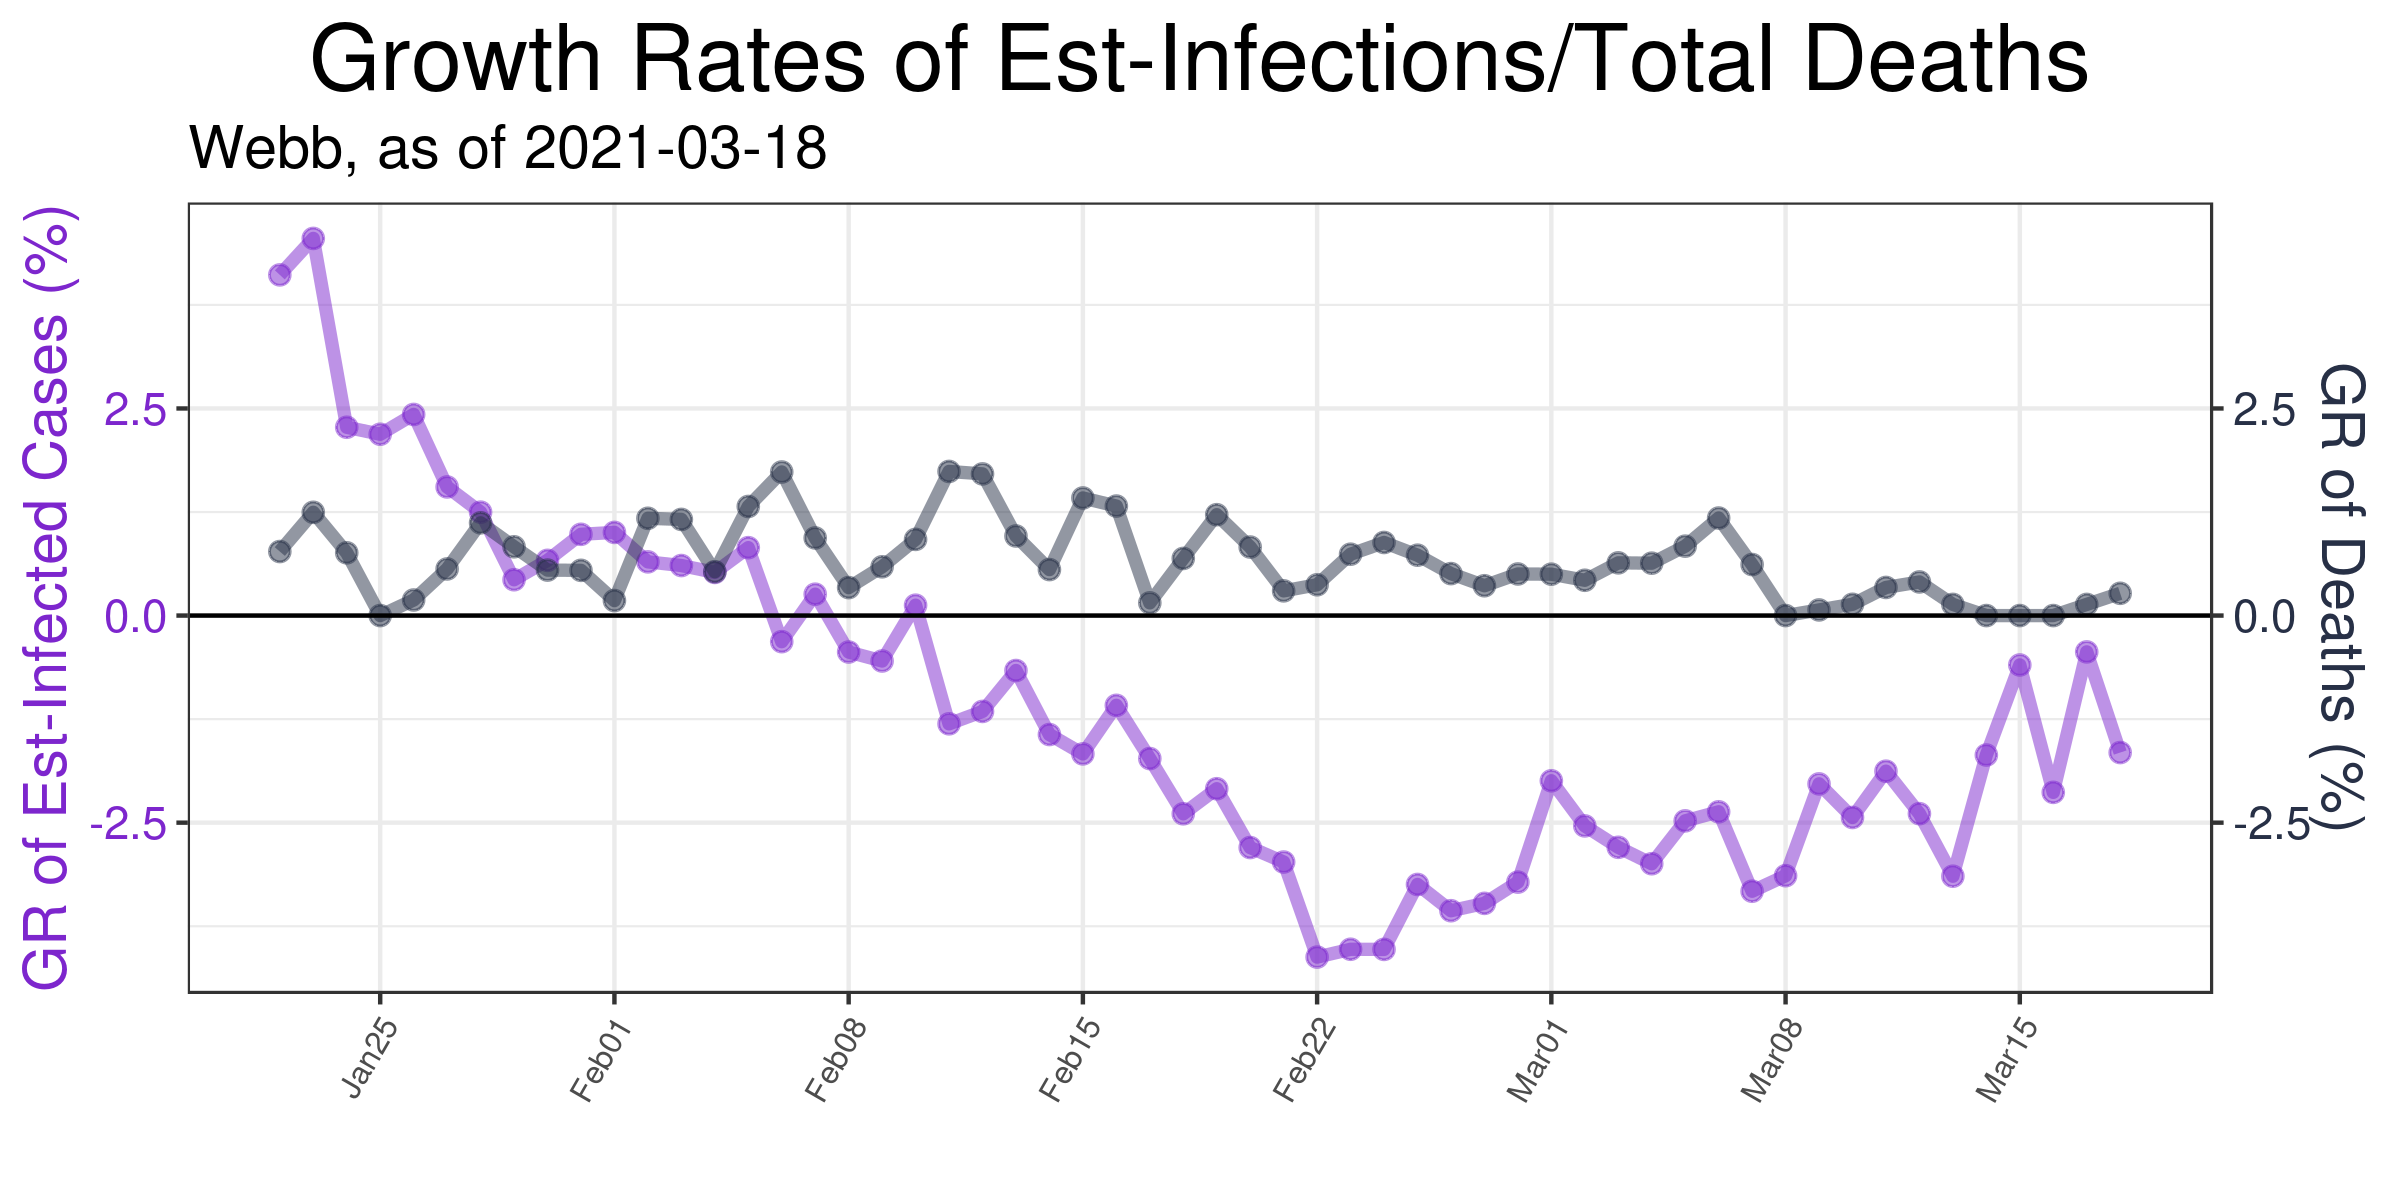 Growth Rates of Est-Infections/Total Deaths
Webb, as of 2021-03-18
GR of Est-Infected Cases (%)
2.5
0.0
-2.5
2.5
0.0
-2.5
GR of Deaths (%)
Jan25
Feb01
Feb08
Feb15
Feb22
Mar01
Mar08
Mar15